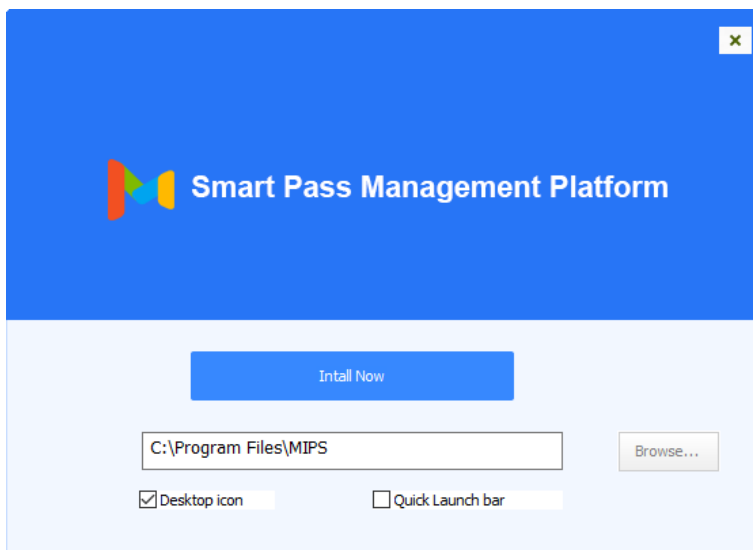 Smart Pass Management Platform
Intall Now
C:\Program Files\MIPS
Browse...
Desktop icon
Quick Launch bar